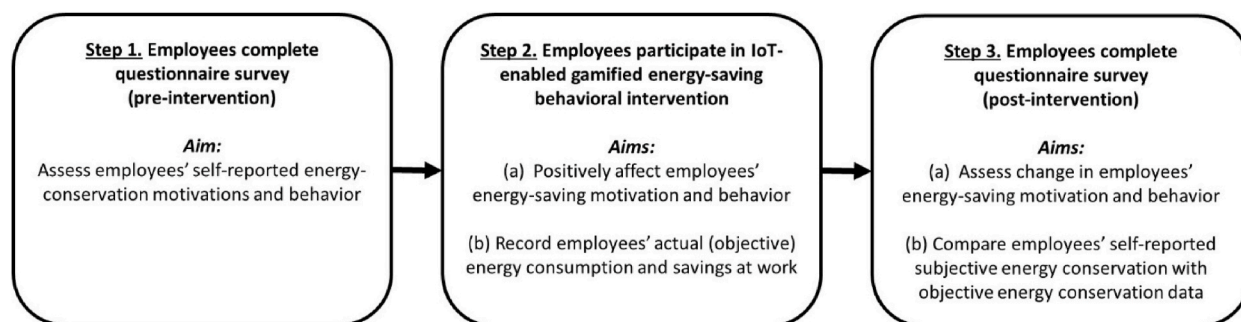 Step 1. Employees complete
questionnaire survey
(pre-intervention)
Aim:
Assess employees’ self-reported energy-
conservation motivations and behavior
Step 2. Employees participate in IoT-
enabled gamified energy-saving
behavioral intervention
Aims:
(a) Positively affect employees’
energy-saving motivation and behavior
(b) Record employees’ actual (objective)
energy consumption and savings at work
Step 3. Employees complete
questionnaire survey
(post-intervention)
Aims:
(a) Assess change in employees’
energy-saving motivation and behavior
(b) Compare employees’ self-reported
subjective energy conservation with
objective energy conservation data